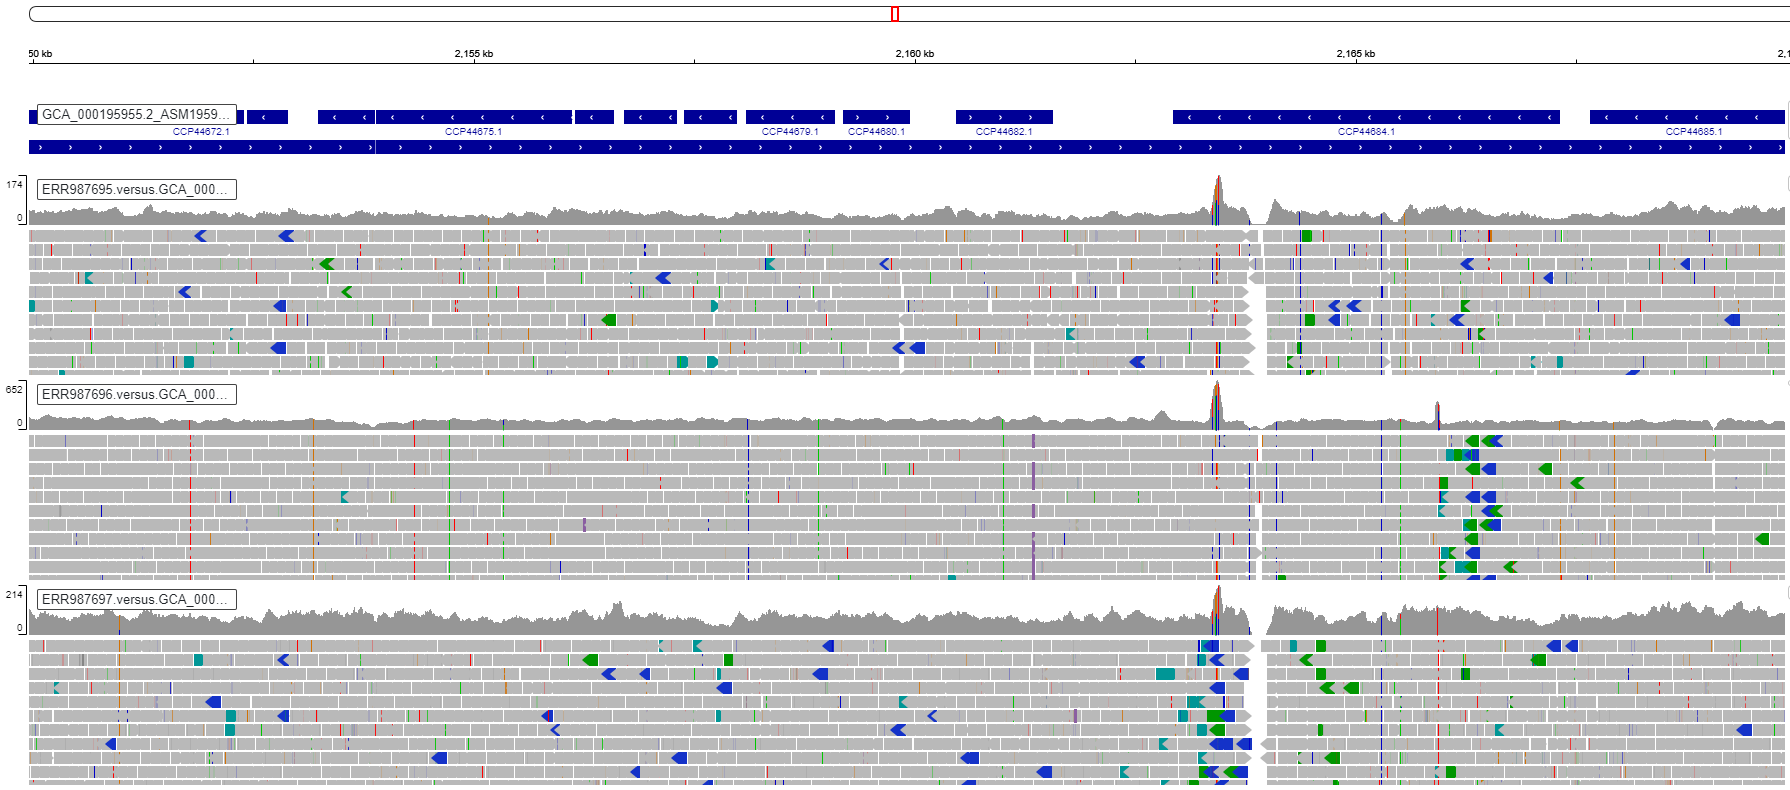 50 kb 2,155 kb 2,160 kb 2,165 kb 2,1
GCA_000195955.2_ASM1959...
CCP44672.1 CCP44675.1 CCP44679.1 CCP44680.1 CCP44682.1 CCP44684.1 CCP44685.1
174
ERR987695.versus.GCA_000...
0
652
ERR987696.versus.GCA_000...
0
214
ERR987697.versus.GCA_000...
0